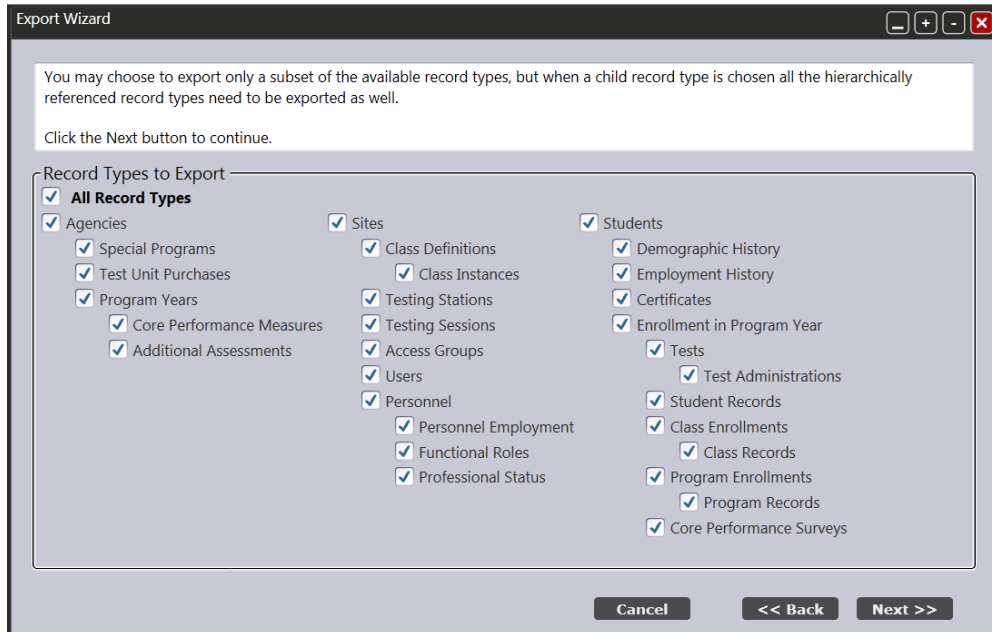 Export Wizard
You may choose to export only a subset of the available record types, but when a child record type is chosen all the hierarchically
referenced record types need to be exported as well.
Click the Next button to continue.
Record Types to Export
All Record Types
Agencies
Special Programs
Test Unit Purchases
Program Years
Core Performance Measures
Additional Assessments
Sites
Class Definitions
Class Instances
Testing Stations
Testing Sessions
Access Groups
Users
Personnel
Personnel Employment
Functional Roles
Professional Status
Students
Demographic History
Employment History
Certificates
Enrollment in Program Year
Tests
Test Administrations
Student Records
Class Enrollments
Class Records
Program Enrollments
Program Records
Core Performance Surveys
Cancel
<< Back
Next >>